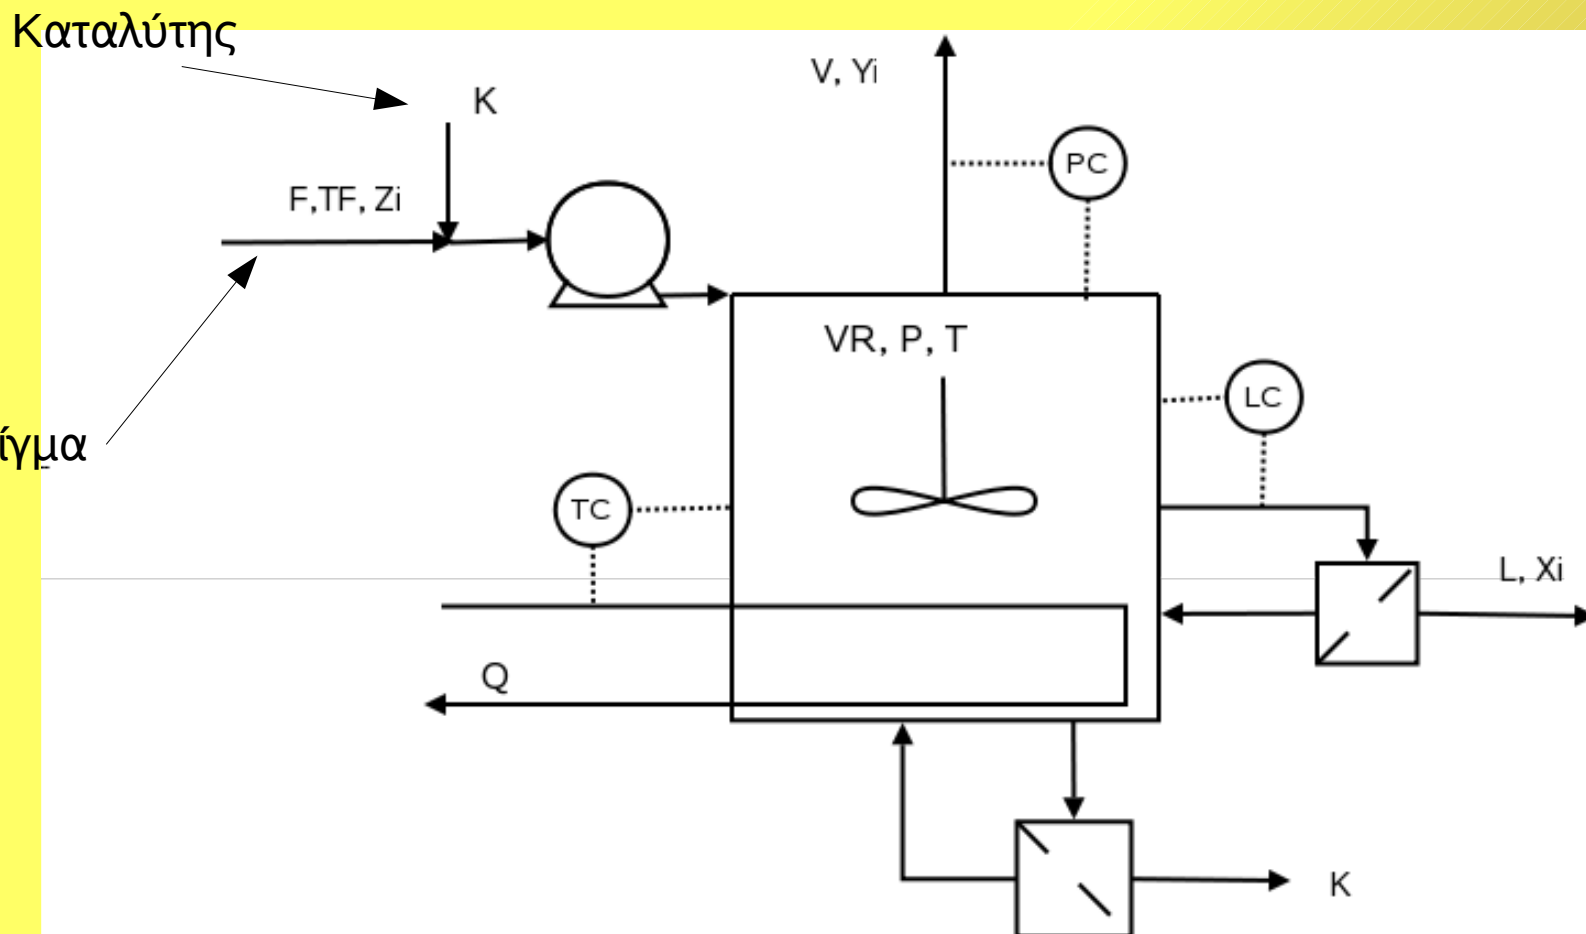 Καταλύτης
K
V, Yi
PC
F,TF, Zi
VR, P, T
LC
ίγμα
TC
L, Xi
Q
K